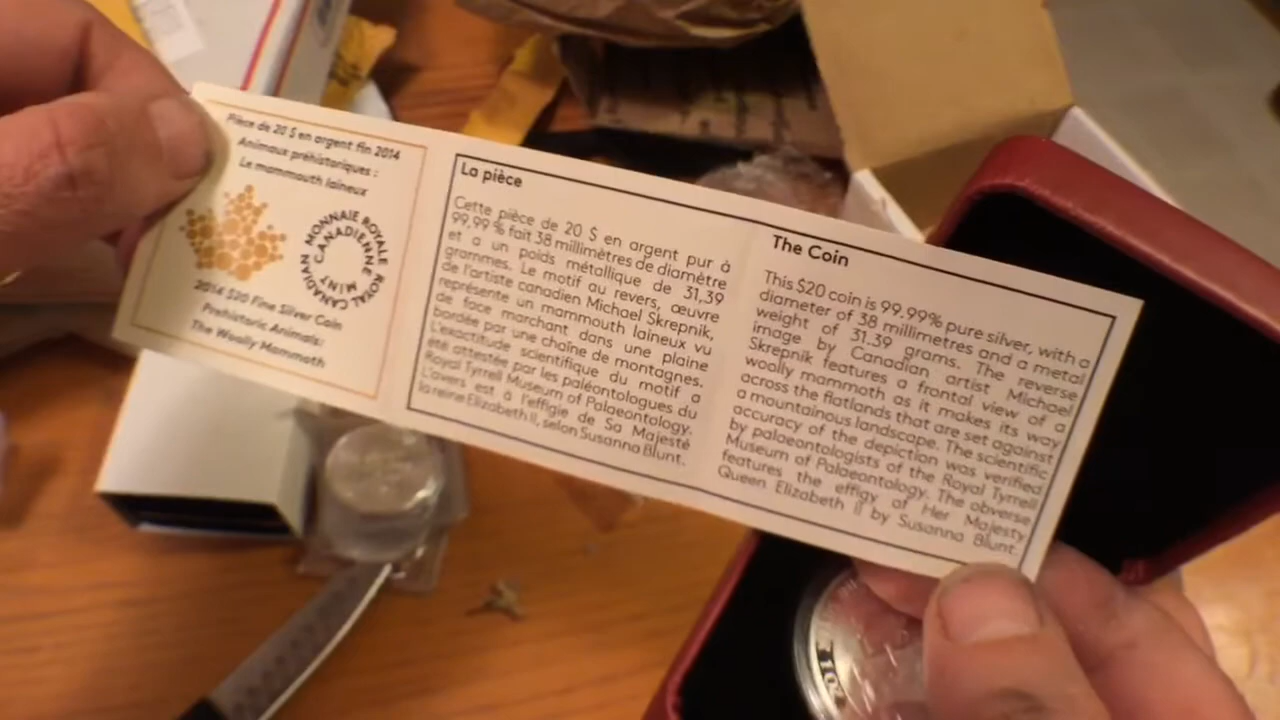 Pièce de 20 $ en argent fin 2014
Animaux préhistoriques :
Le mammouth laineux
MONNAIE ROYALE CANADIENNE
ROYAL CANADIAN MINT
2014 $20 Fine Silver Coin
Prehistoric Animals:
The Woolly Mammoth
La pièce
Cette pièce de 20 $ en argent pur à
99,99 % fait 38 millimètres de diamètre
et a un poids métallique de 31,39
grammes. Le motif au revers, œuvre
de l'artiste canadien Michael Skrepnik,
représente un mammouth laineux vu
de face marchant dans une plaine
bordée par une chaîne de montagnes.
L'exactitude scientifique du motif a
été attestée par les paléontologues du
Royal Tyrrell Museum of Palaeontology.
L'avers est à l'effigie de Sa Majesté
la reine Elizabeth II, selon Susanna Blunt.
The Coin
This $20 coin is 99.99% pure silver, with a
diameter of 38 millimetres and a metal
weight of 31.39 grams. The reverse
image by Canadian artist Michael
Skrepnik features a frontal view of a
woolly mammoth as it makes its way
across the flatlands that are set against
a mountainous landscape. The scientific
accuracy of the depiction was verified
by palaeontologists of the Royal Tyrrell
Museum of Palaeontology. The obverse
features the effigy of Her Majesty
Queen Elizabeth II by Susanna Blunt.